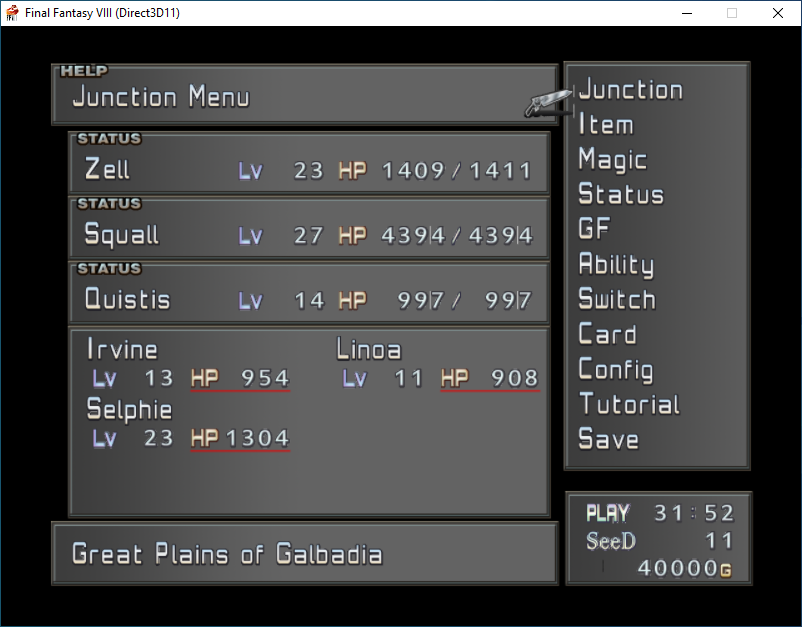 Final Fantasy VIII (Direct3D11)
HELP
Junction Menu
STATUS
Zell Lv 23 HP 1409/1411
STATUS
Squall Lv 27 HP 4394/4394
STATUS
Quistis Lv 14 HP 997/ 997
Irvine
Lv 13 HP 954
Linoa
Lv 11 HP 908
Selphie
Lv 23 HP 1304
Great Plains of Galbadia
Junction
Item
Magic
Status
GF
Ability
Switch
Card
Config
Tutorial
Save
PLAY 31:52
SeeD 11
40000G